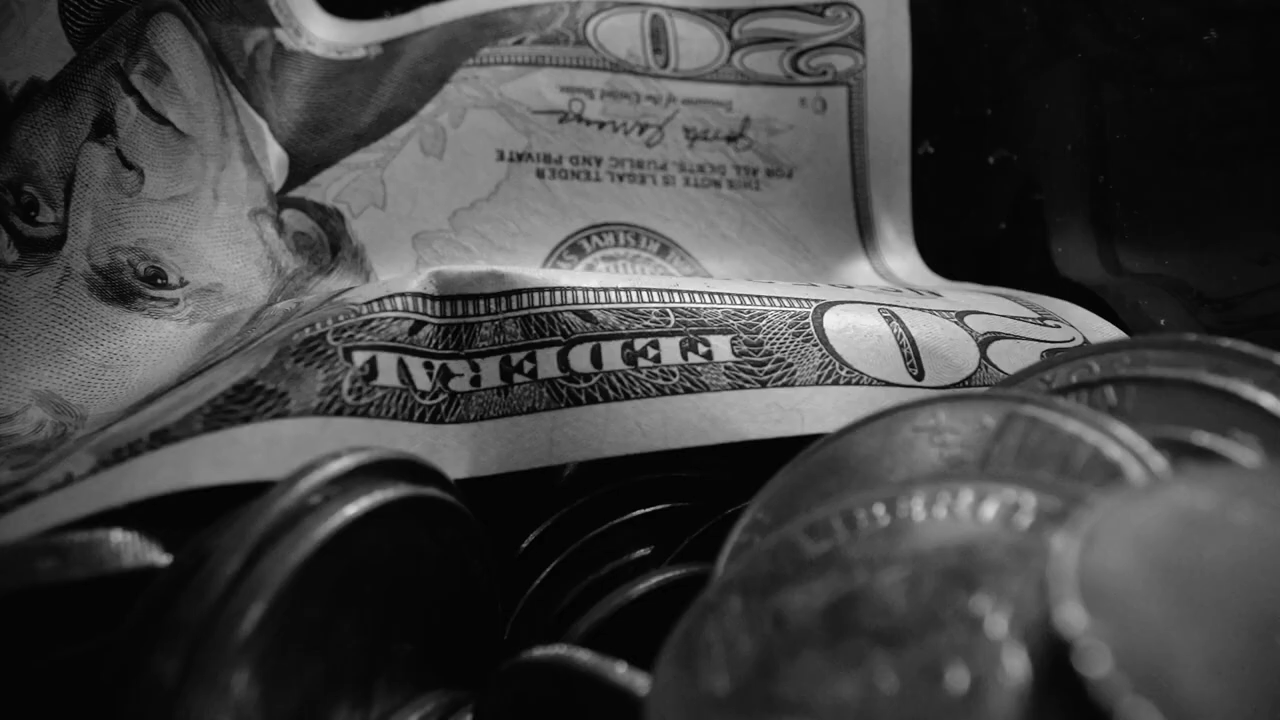 20
FEDERAL
RESERVE S
THIS NOTE IS LEGAL TENDER
FOR ALL DEBTS, PUBLIC AND PRIVATE
Treasurer of the United States.
20